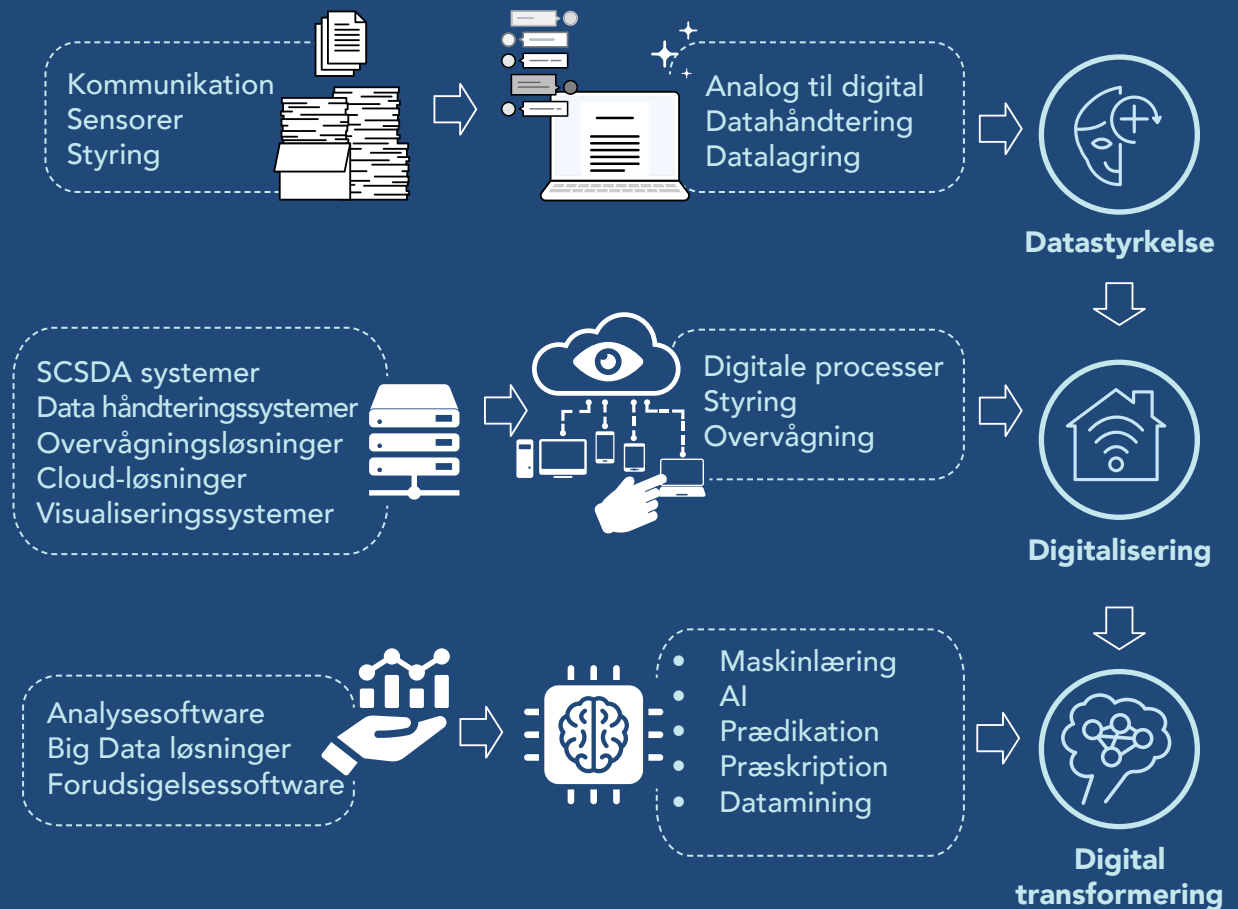 Kommunikation
Sensorer
Styring
Analog til digital
Datahåndtering
Datalagring
Datastyrkelse
SCSDA systemer
Data håndteringssystemer
Overvågningsløsninger
Cloud-løsninger
Visualiseringssystemer
Digitale processer
Styring
Overvågning
Digitalisering
Analysesoftware
Big Data løsninger
Forudsigelsessoftware
• Maskinlæring
• AI
• Prædikation
• Præskription
• Datamining
Digital
transformering